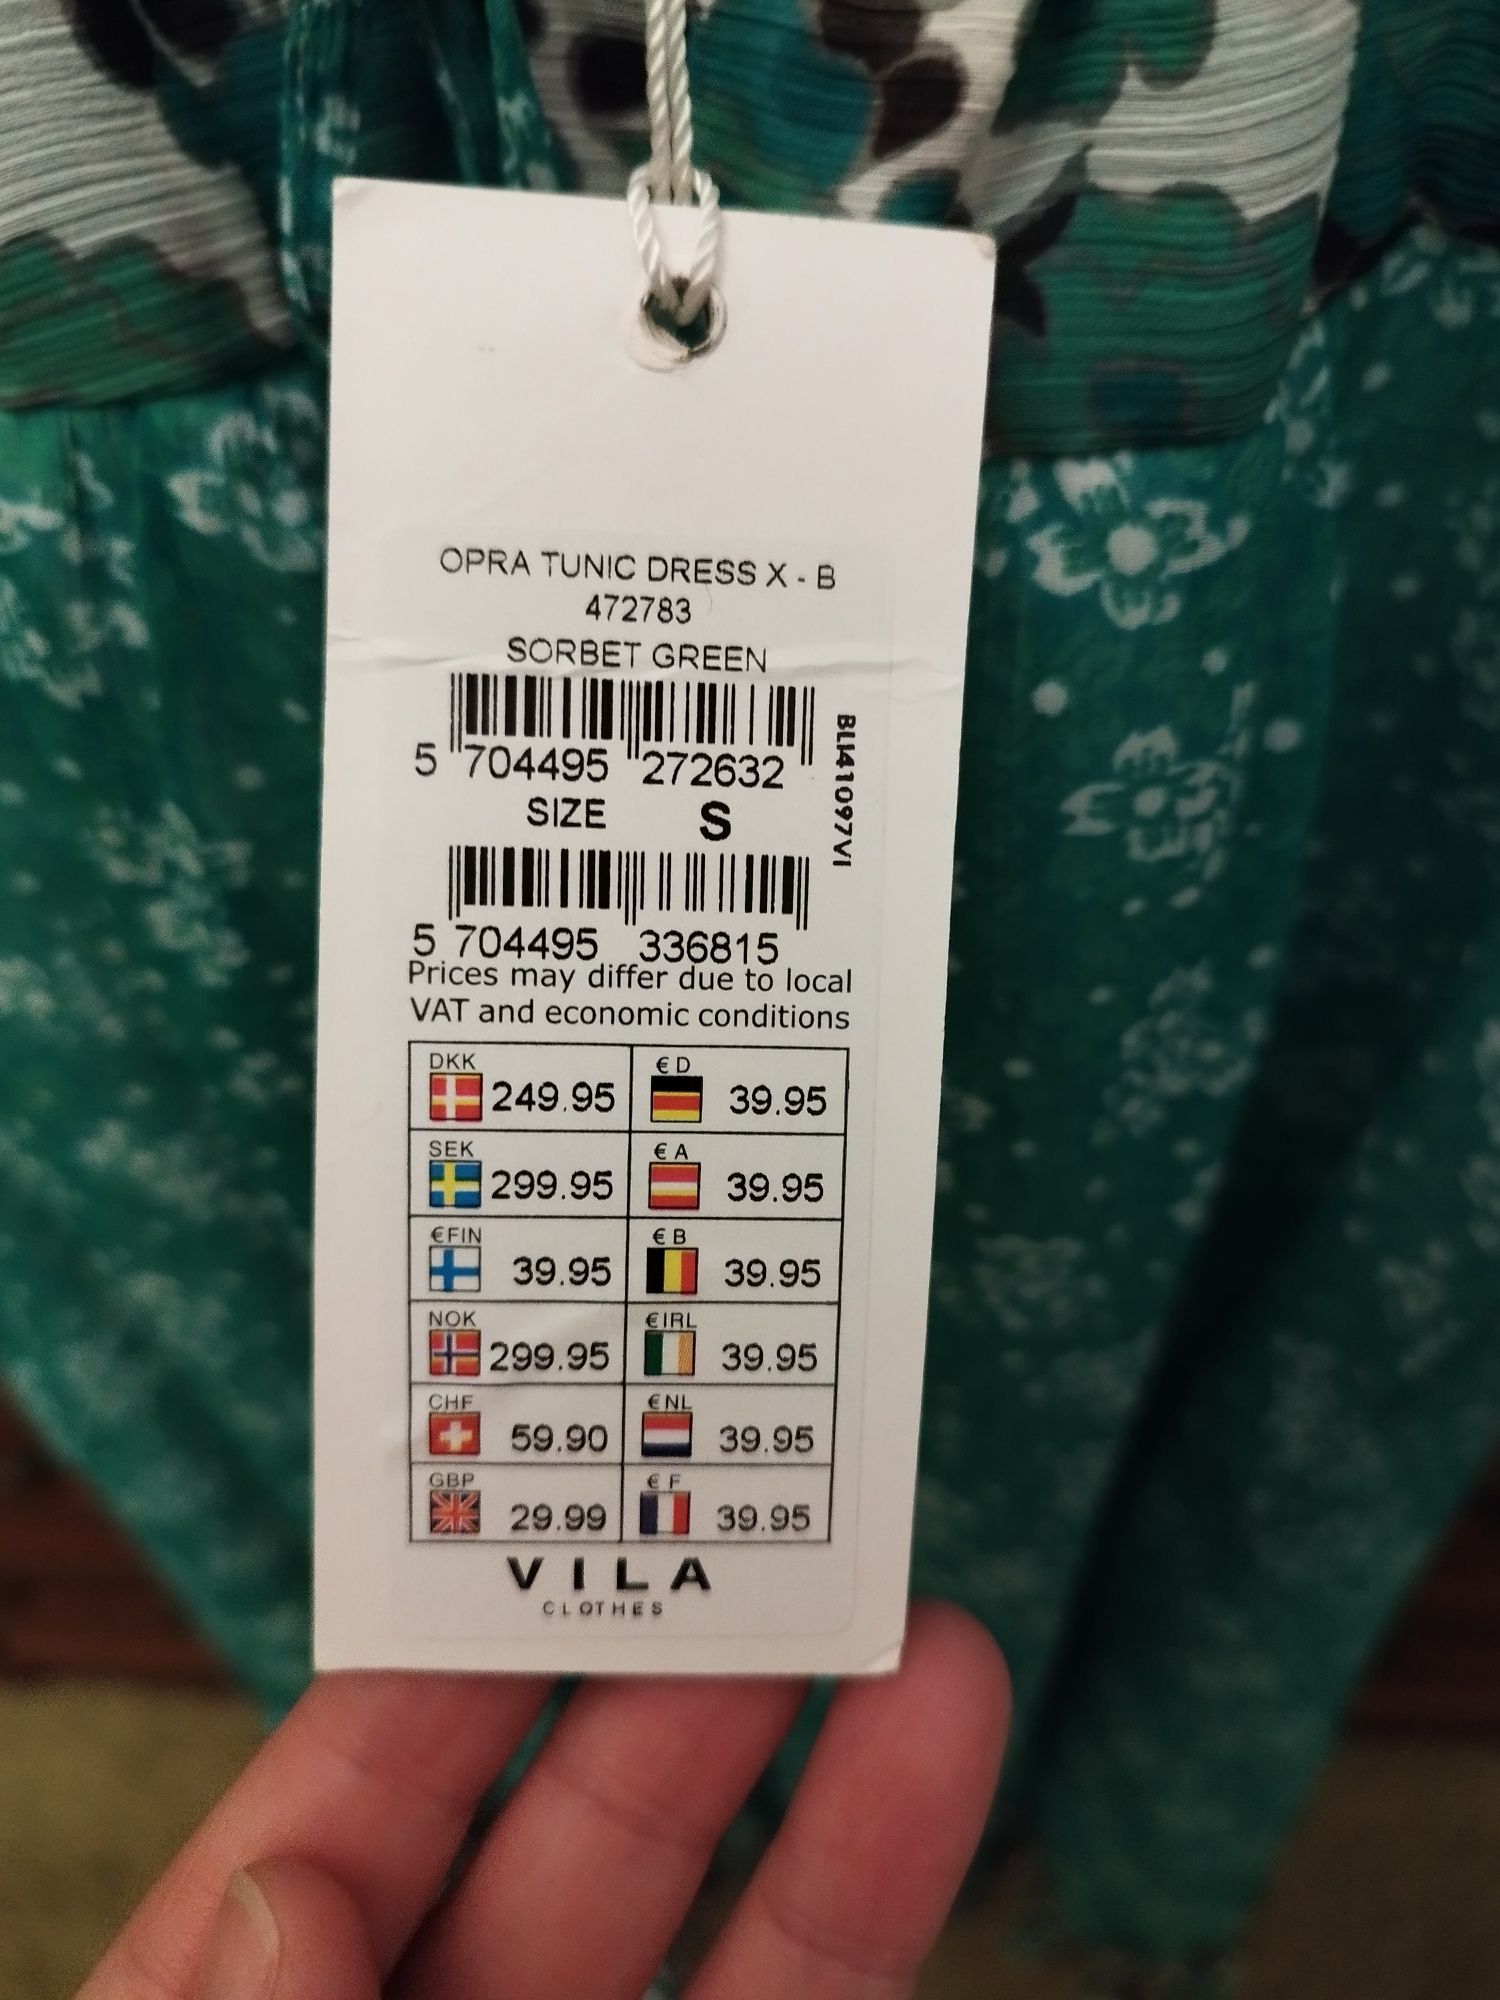 OPRA TUNIC DRESS X - B
472783
SORBET GREEN
5 704495 272632
BLI41097VI
SIZE S
5 704495 336815
Prices may differ due to local
VAT and economic conditions
DKK 249.95 € D 39.95
SEK 299.95 € A 39.95
€FIN 39.95 € B 39.95
NOK 299.95 €IRL 39.95
CHF 59.90 €NL 39.95
GBP 29.99 € F 39.95
VILA
CLOTHES